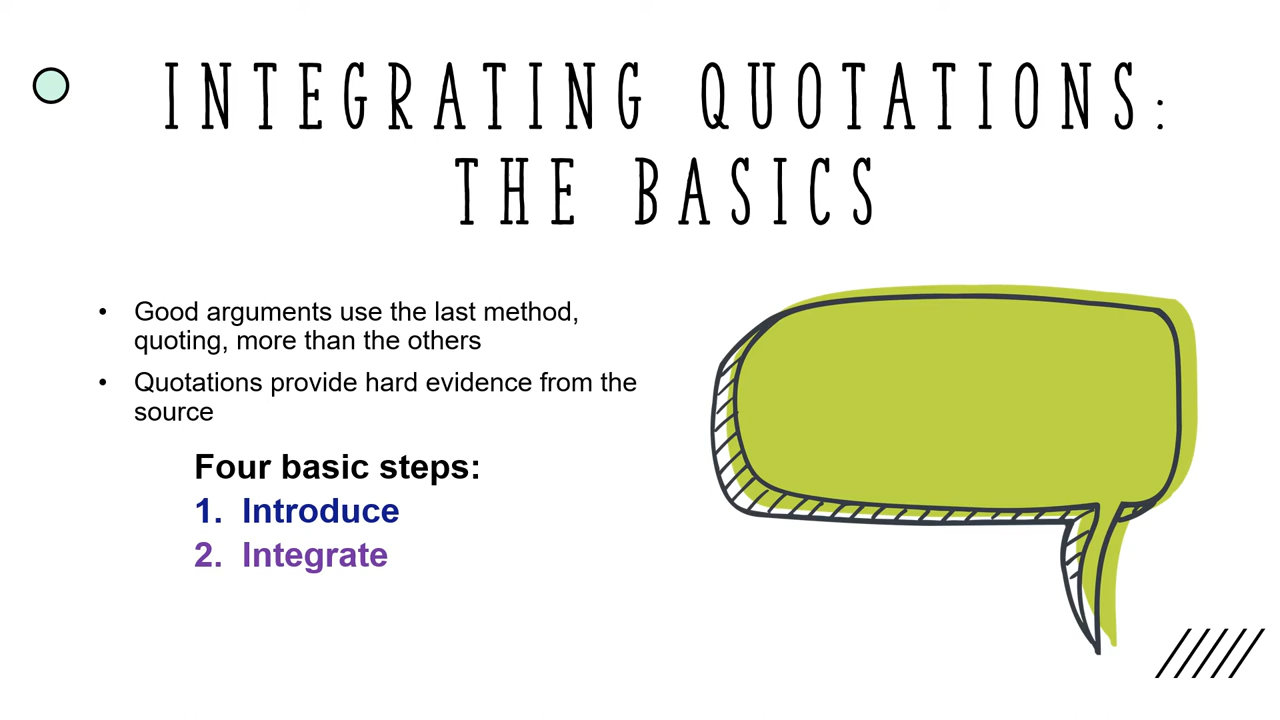 INTEGRATING QUOTATIONS:
THE BASICS
• Good arguments use the last method,
quoting, more than the others
• Quotations provide hard evidence from the
source
Four basic steps:
1. Introduce
2. Integrate